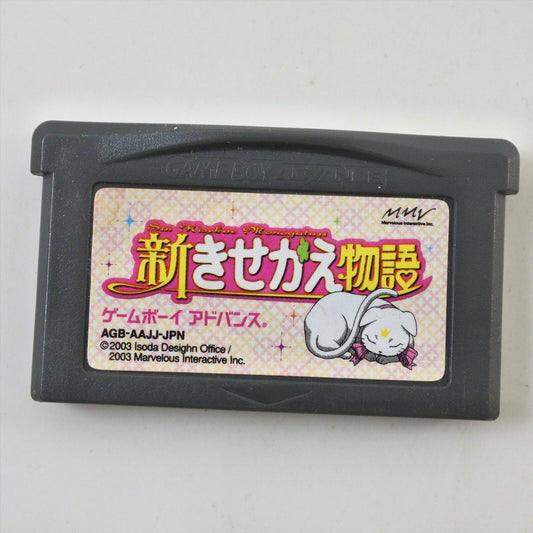 GAME BOY ADVANCE
MMV
Marvelous Interactive Inc.
Shin Kisekae Monogatari
新きせかえ物語
ゲームボーイ アドバンス®
AGB-AAJJ-JPN
©2003 Isoda Desighn Office /
2003 Marvelous Interactive Inc.